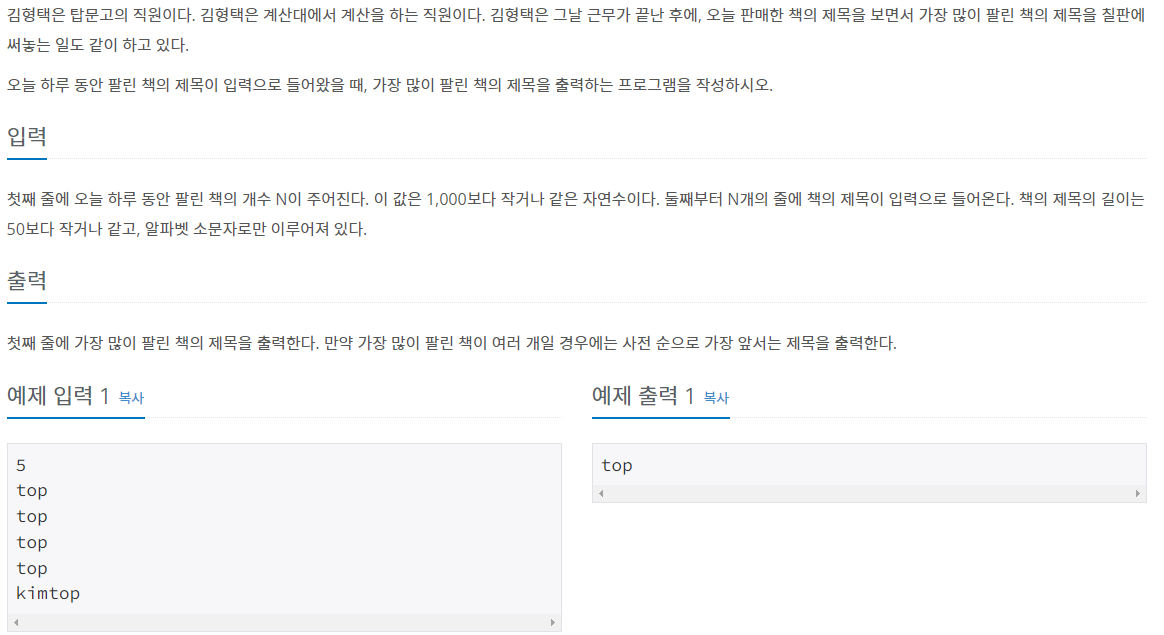 김형택은 탑문고의 직원이다. 김형택은 계산대에서 계산을 하는 직원이다. 김형택은 그날 근무가 끝난 후에, 오늘 판매한 책의 제목을 보면서 가장 많이 팔린 책의 제목을 칠판에
써놓는 일도 같이 하고 있다.
오늘 하루 동안 팔린 책의 제목이 입력으로 들어왔을 때, 가장 많이 팔린 책의 제목을 출력하는 프로그램을 작성하시오.
입력
첫째 줄에 오늘 하루 동안 팔린 책의 개수 N이 주어진다. 이 값은 1,000보다 작거나 같은 자연수이다. 둘째부터 N개의 줄에 책의 제목이 입력으로 들어온다. 책의 제목의 길이는
50보다 작거나 같고, 알파벳 소문자로만 이루어져 있다.
출력
첫째 줄에 가장 많이 팔린 책의 제목을 출력한다. 만약 가장 많이 팔린 책이 여러 개일 경우에는 사전 순으로 가장 앞서는 제목을 출력한다.
예제 입력 1 복사
5
top
top
top
top
kimtop
예제 출력 1 복사
top